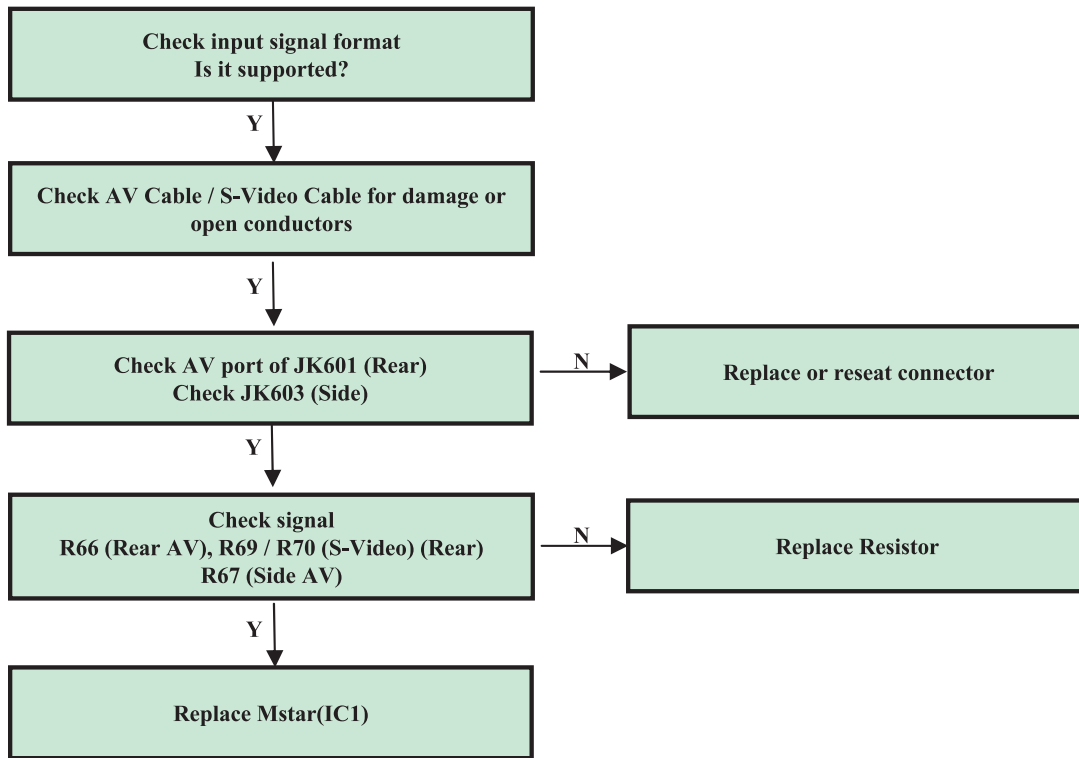 Check input signal format
Is it supported?
Y
Check AV Cable / S-Video Cable for damage or
open conductors
Y
Check AV port of JK601 (Rear)
Check JK603 (Side)
N
Replace or reseat connector
Y
Check signal
R66 (Rear AV), R69 / R70 (S-Video) (Rear)
R67 (Side AV)
N
Replace Resistor
Y
Replace Mstar(IC1)